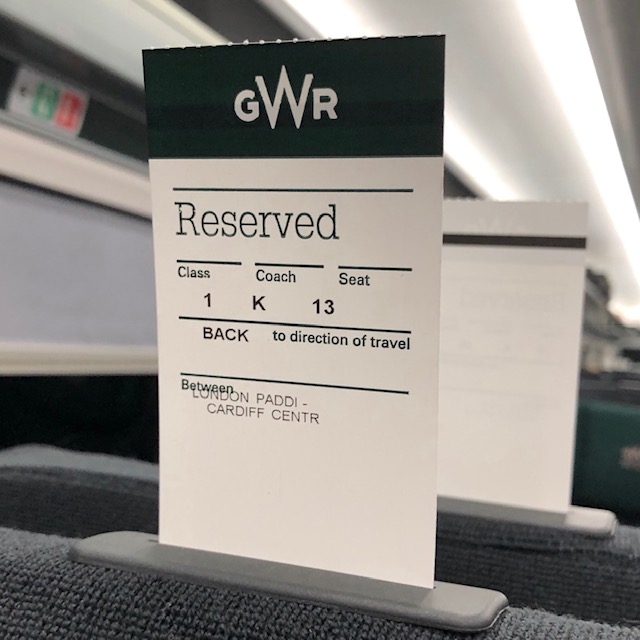 GWR
Reserved
Class Coach Seat
1 K 13
BACK to direction of travel
Between
LONDON PADDI -
CARDIFF CENTR